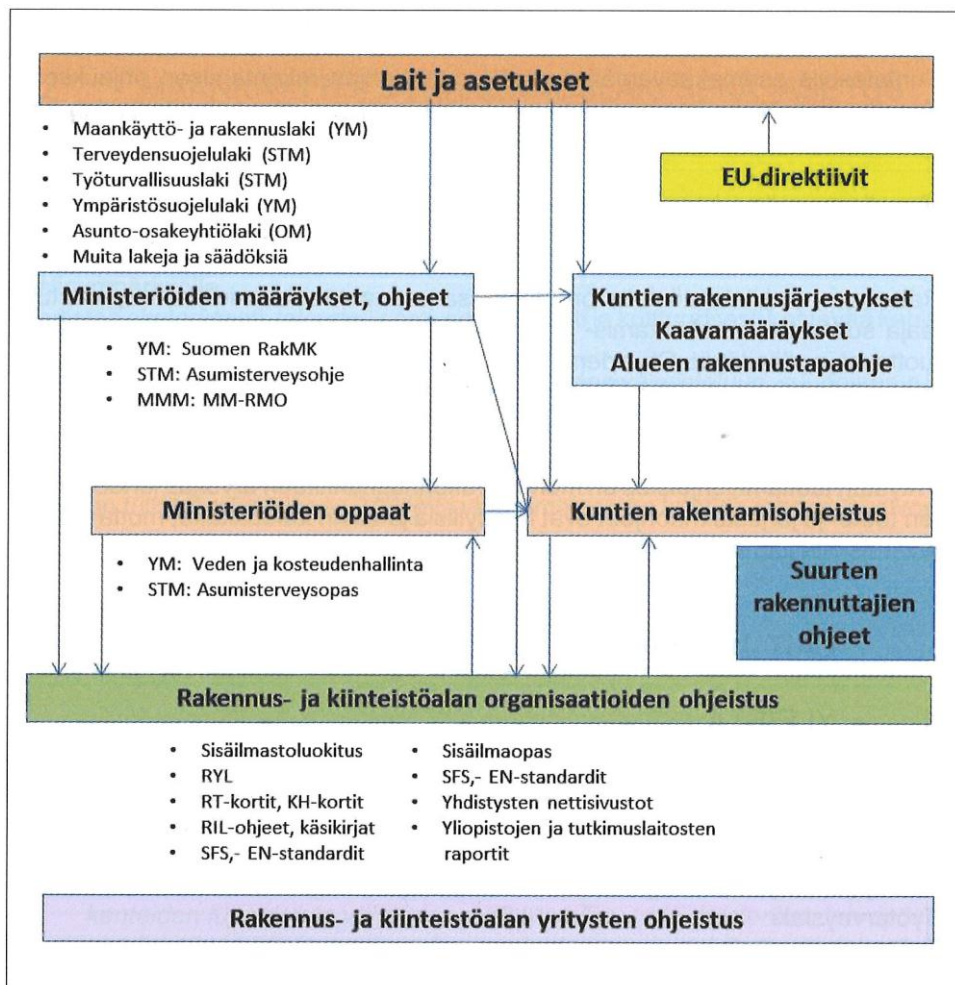 Lait ja asetukset
• Maankäyttö- ja rakennuslaki (YM)
• Terveydensuojelulaki (STM)
• Työturvallisuuslaki (STM)
• Ympäristösuojelulaki (YM)
• Asunto-osakeyhtiölaki (OM)
• Muita lakeja ja säädöksiä
EU-direktiivit
Ministeriöiden määräykset, ohjeet
• YM: Suomen RakMK
• STM: Asumisterveysohje
• MMM: MM-RMO
Kuntien rakennusjärjestykset
Kaavamääräykset
Alueen rakennustapaohje
Ministeriöiden oppaat
• YM: Veden ja kosteudenhallinta
• STM: Asumisterveysopas
Kuntien rakentamisohjeistus
Suurten
rakennuttajien
ohjeet
Rakennus- ja kiinteistöalan organisaatioiden ohjeistus
• Sisäilmastoluokitus
• RYL
• RT-kortit, KH-kortit
• RIL-ohjeet, käsikirjat
• SFS,- EN-standardit
• Sisäilmaopas
• SFS,- EN-standardit
• Yhdistysten nettisivustot
• Yliopistojen ja tutkimuslaitosten
raportit
Rakennus- ja kiinteistöalan yritysten ohjeistus